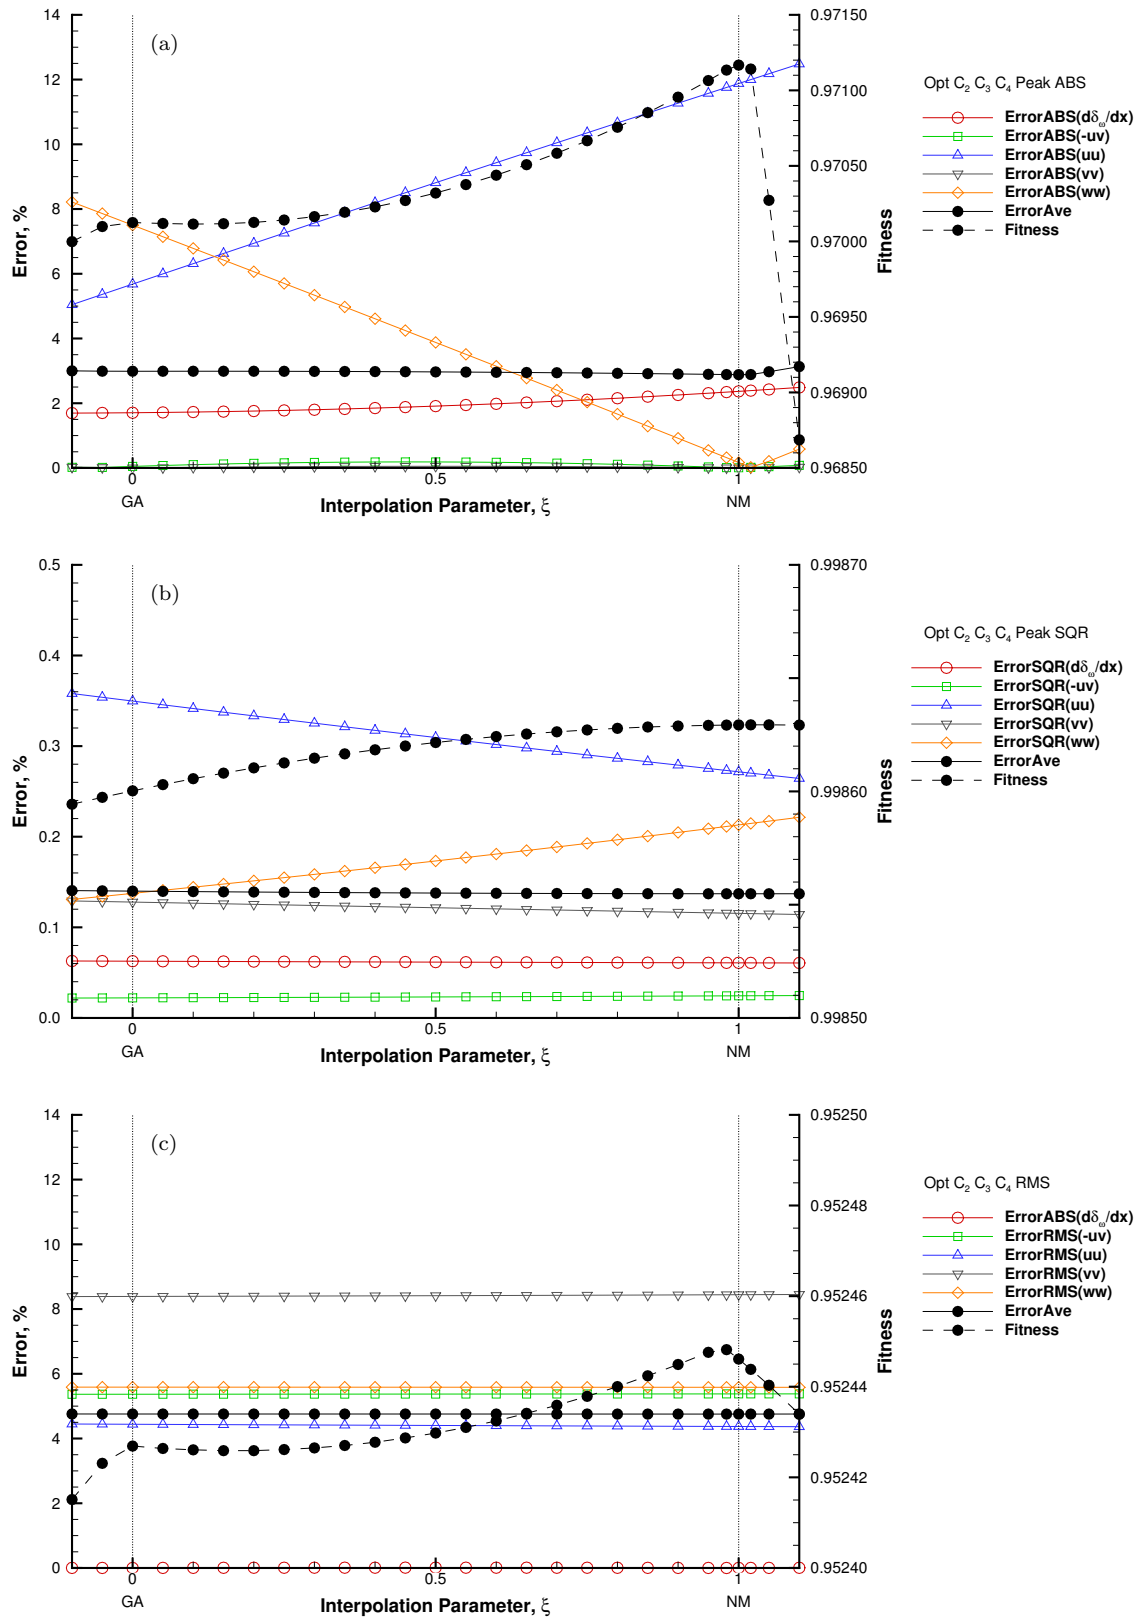 (a)
14
12
10
8
6
4
2
0
Error, %
0.97150
0.97100
0.97050
0.97000
0.96950
0.96900
0.96850
Fitness
0 0.5 1
GA NM
Interpolation Parameter, ξ
Opt C₂ C₃ C₄ Peak ABS
ErrorABS(dδω/dx)
ErrorABS(-uv)
ErrorABS(uu)
ErrorABS(vv)
ErrorABS(ww)
ErrorAve
Fitness
(b)
0.5
0.4
0.3
0.2
0.1
0.0
Error, %
0.99870
0.99860
0.99850
Fitness
0 0.5 1
GA NM
Interpolation Parameter, ξ
Opt C₂ C₃ C₄ Peak SQR
ErrorSQR(dδω/dx)
ErrorSQR(-uv)
ErrorSQR(uu)
ErrorSQR(vv)
ErrorSQR(ww)
ErrorAve
Fitness
(c)
14
12
10
8
6
4
2
0
Error, %
0.95250
0.95248
0.95246
0.95244
0.95242
0.95240
Fitness
0 0.5 1
GA NM
Interpolation Parameter, ξ
Opt C₂ C₃ C₄ RMS
ErrorABS(dδω/dx)
ErrorRMS(-uv)
ErrorRMS(uu)
ErrorRMS(vv)
ErrorRMS(ww)
ErrorAve
Fitness